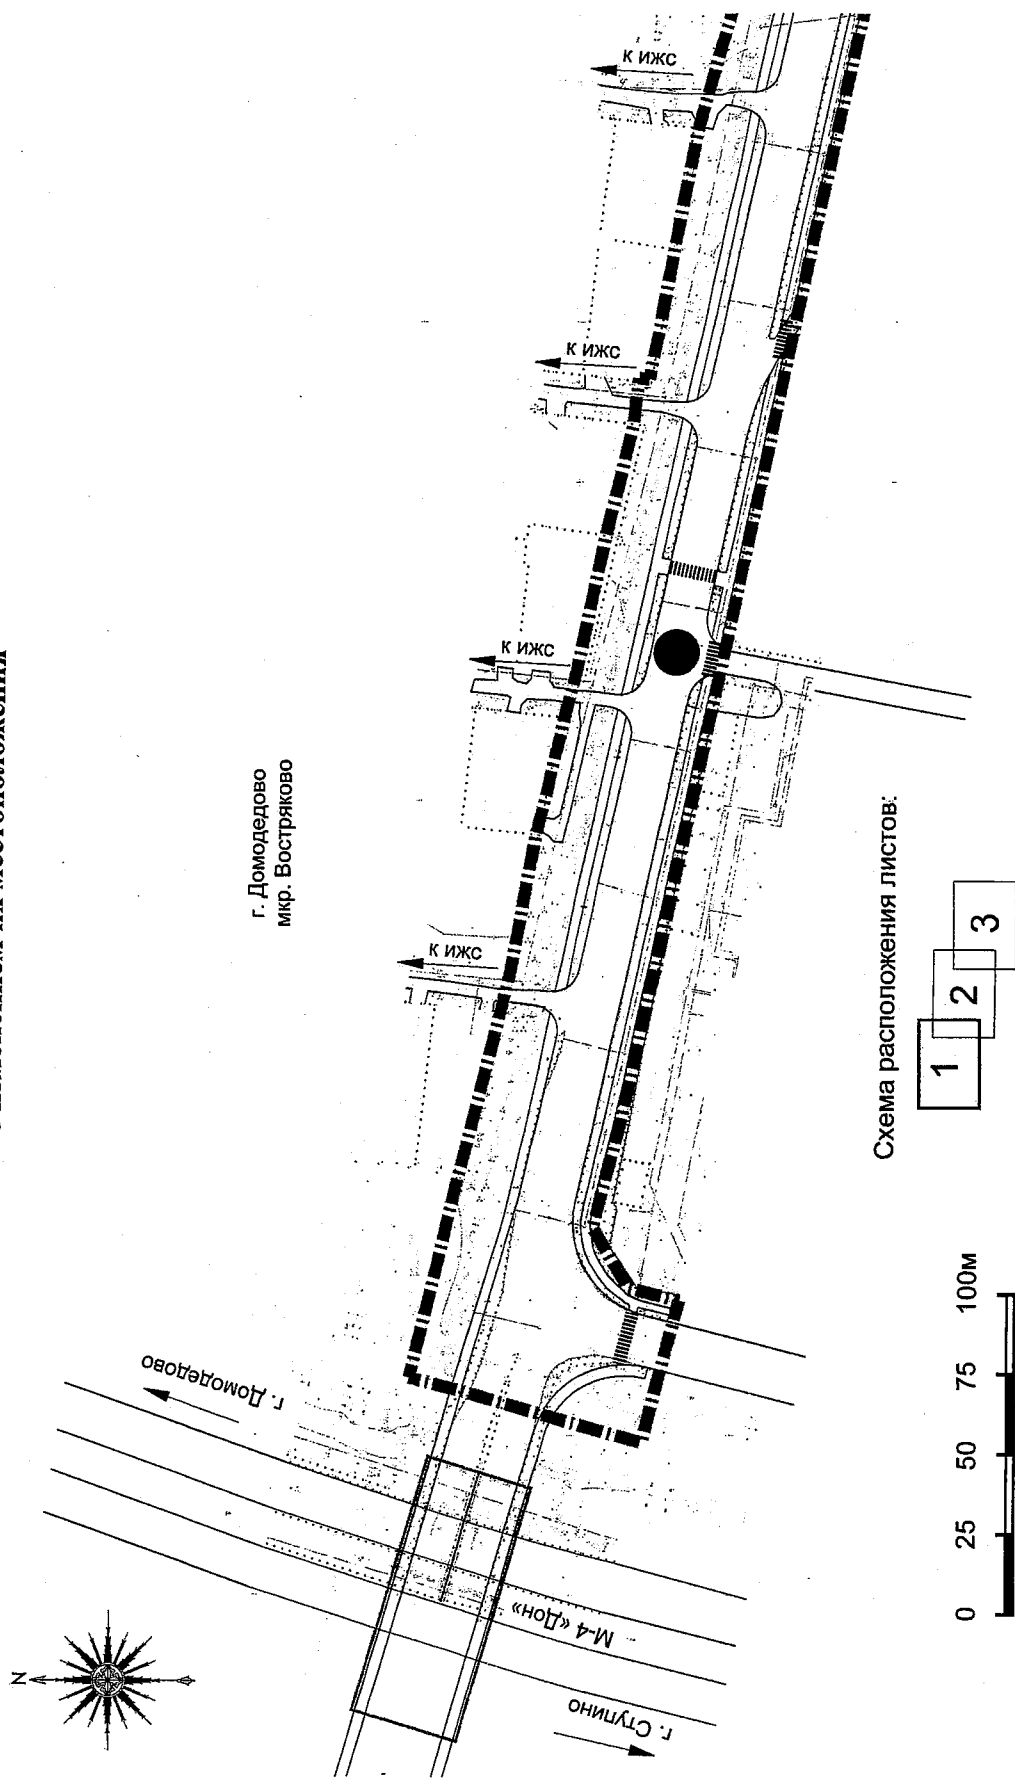 местоположения
N
г. Домодедово
М-4 «Дон»
г. Ступино
г. Домодедово
мкр. Востряково
к ИЖС
к ИЖС
к ИЖС
к ИЖС
0 25 50 75 100м
Схема расположения листов:
1
2
3